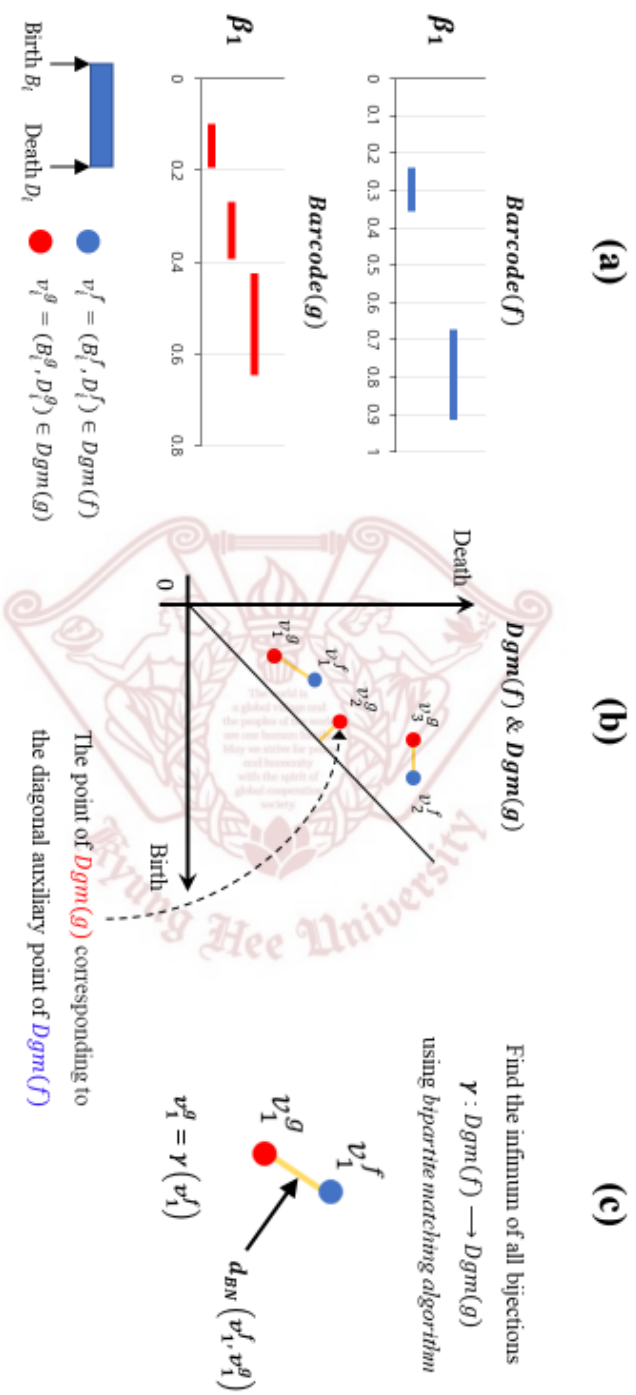 (a)
Barcode(f)
β₁
0 0.1 0.2 0.3 0.4 0.5 0.6 0.7 0.8 0.9 1
Barcode(g)
β₁
0 0.2 0.4 0.6 0.8
Birth Bᵢ
Death Dᵢ
vᵢᶠ = (Bᵢᶠ, Dᵢᶠ) ∈ Dgm(f)
vᵢᵍ = (Bᵢᵍ, Dᵢᵍ) ∈ Dgm(g)
(b)
Dgm(f) & Dgm(g)
Death
v₃ᵍ
v₂ᶠ
v₂ᵍ
v₁ᶠ
v₁ᵍ
0
Birth
The point of Dgm(g) corresponding to
the diagonal auxiliary point of Dgm(f)
Kyung Hee University
(c)
Find the infimum of all bijections
γ : Dgm(f) ⟶ Dgm(g)
using bipartite matching algorithm
v₁ᶠ
v₁ᵍ
d_BN(v₁ᶠ, v₁ᵍ)
v₁ᵍ = γ(v₁ᶠ)